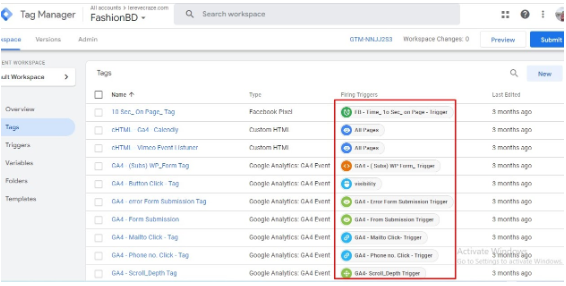 Tag Manager
All accounts > terevecrape.com
FashionBD
Search workspace
Workspace Versions Admin
GTM-NNJJ2S3 Workspace Changes: 0 Preview Submit
CURRENT WORKSPACE
Default Workspace
Overview
Tags
Triggers
Variables
Folders
Templates
Tags
New
Name Type Firing Triggers Last Edited
10 Sec_ On Page_ Tag Facebook Pixel 10 - Time_ 10 Sec_ on Page - Trigger 3 months ago
cHTML - Ga4 - Calendly Custom HTML All Pages 3 months ago
cHTML - Vimeo Event Listuner Custom HTML All Pages 3 months ago
GA4 - (Subs) WP_Form Tag Google Analytics: GA4 Event GA4 - ( Subs) WP Form_ Trigger 3 months ago
GA4 - Button Click - Tag Google Analytics: GA4 Event visibility 3 months ago
GA4 - error Form Submission Tag Google Analytics: GA4 Event GA4 - Error Form Submission Trigger 3 months ago
GA4 - Form Submission Google Analytics: GA4 Event GA4 - From Submission Trigger 3 months ago
GA4 - Mailto Click - Tag Google Analytics: GA4 Event GA4 - Mailto Click- Trigger 3 months ago
GA4 - Phone no. Click - Tag Google Analytics: GA4 Event GA4 - Phone no. Click - Trigger 3 months ago
GA4 - Scroll_Depth Tag Google Analytics: GA4 Event GA4- Scroll_Depth Trigger 3 months ago
Activate Windows
Go to Settings to activate Windows.